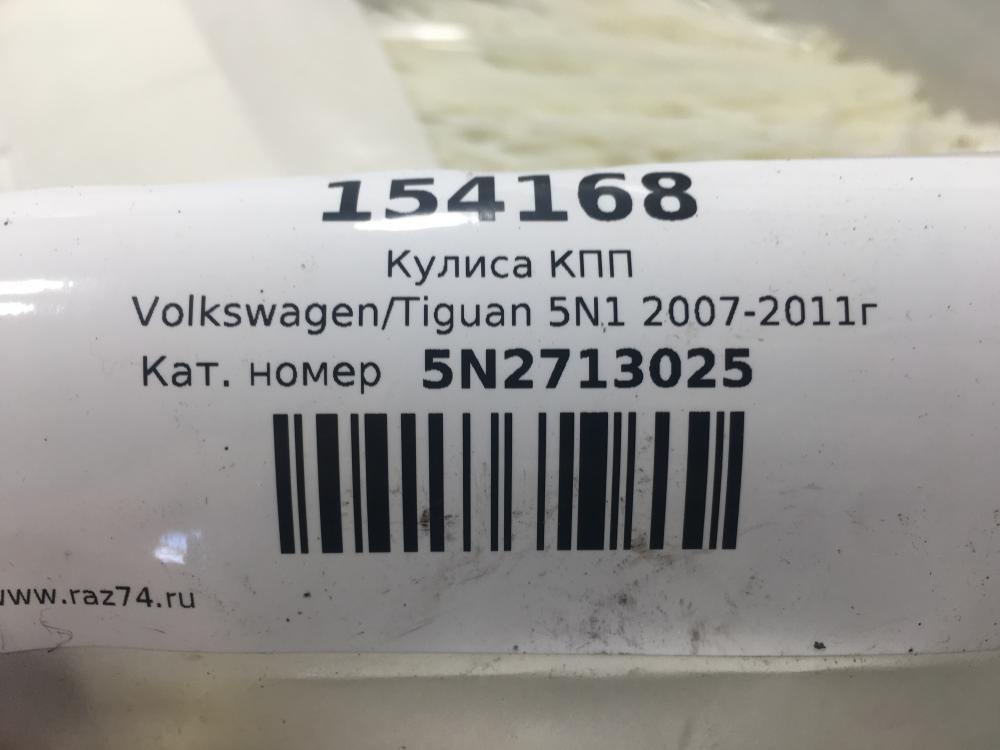 154168
Кулиса КПП
Volkswagen/Tiguan 5N1 2007-2011г
Кат. номер 5N2713025
www.raz74.ru